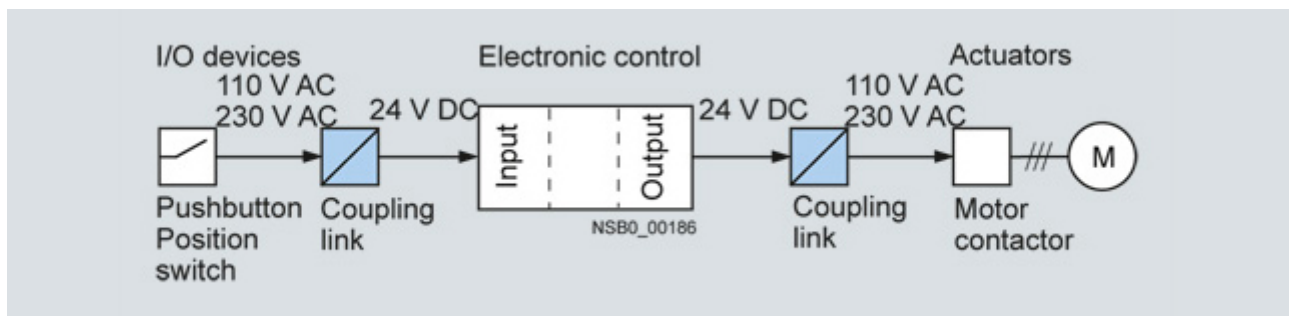 I/O devices
Electronic control
Actuators
110 V AC
230 V AC
24 V DC
Input
Output
24 V DC
110 V AC
230 V AC
M
Pushbutton
Position
switch
Coupling
link
NSB0_00186
Coupling
link
Motor
contactor